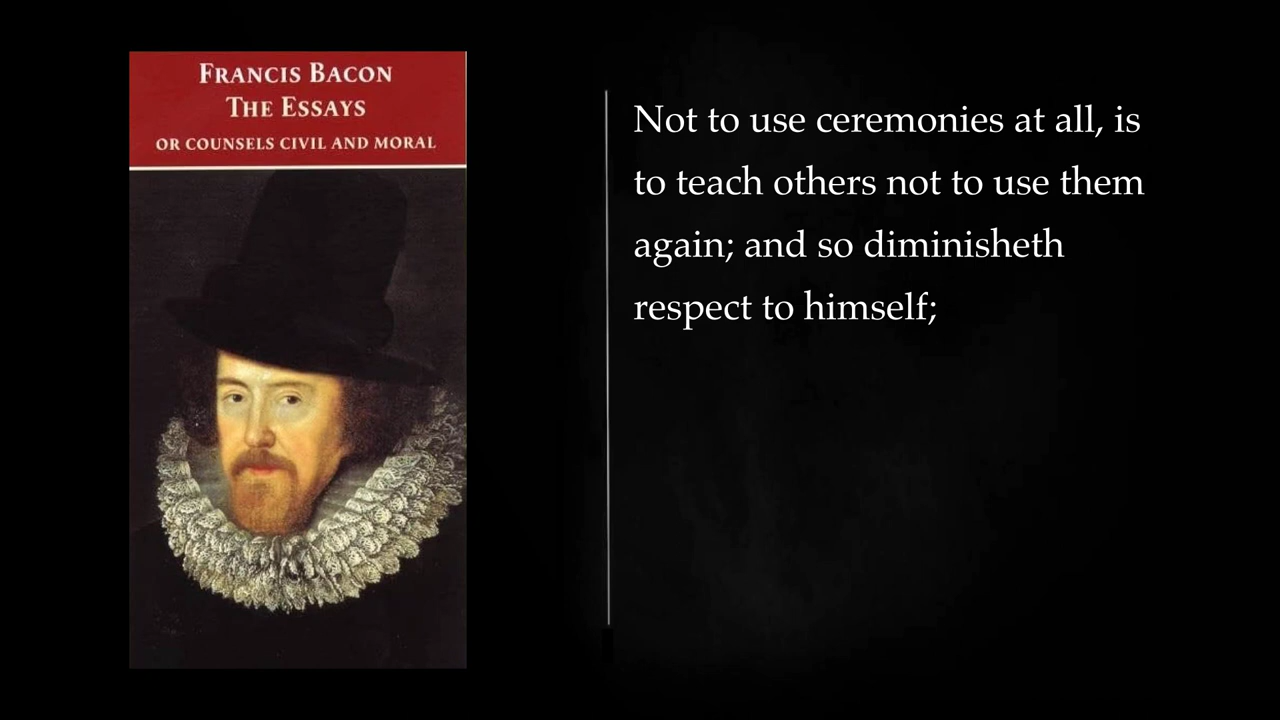 FRANCIS BACON
THE ESSAYS
OR COUNSELS CIVIL AND MORAL
Not to use ceremonies at all, is
to teach others not to use them
again; and so diminisheth
respect to himself;